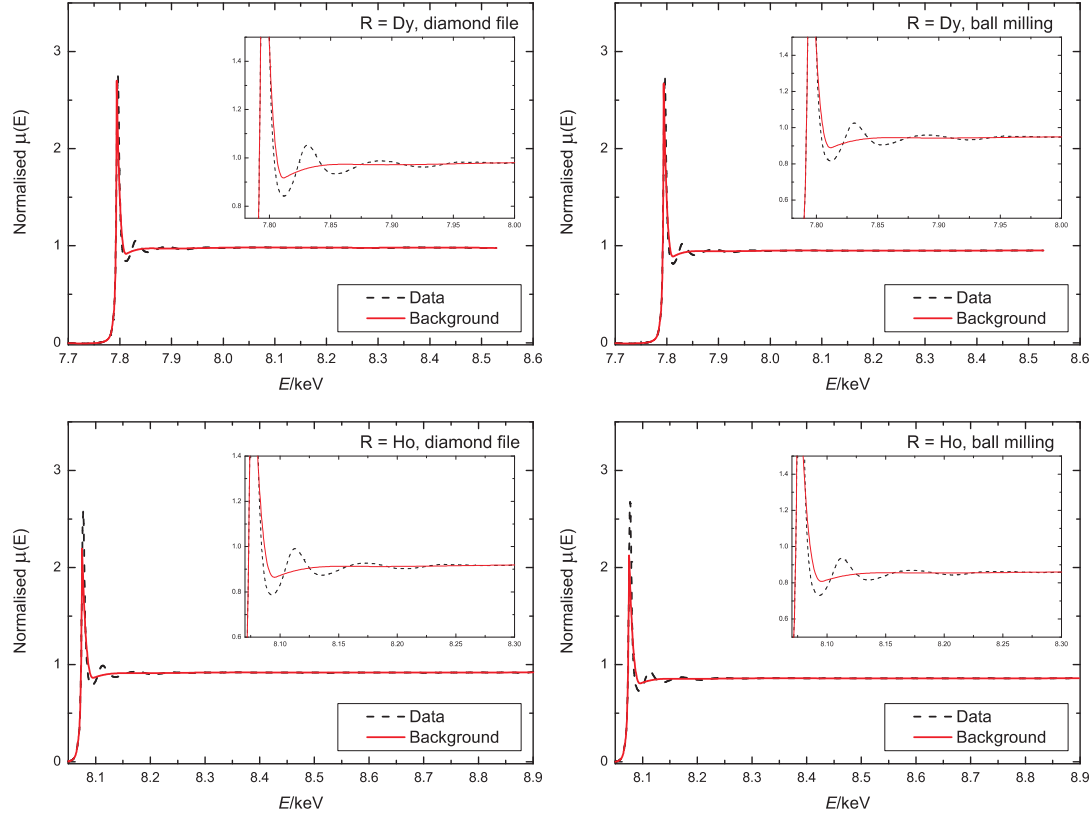 R = Dy, diamond file
Normalised μ(E)
3
2
1
0
7.7 7.8 7.9 8.0 8.1 8.2 8.3 8.4 8.5 8.6
E/keV
1.4
1.2
1.0
0.8
7.80 7.85 7.90 7.95 8.00
Data
Background
R = Dy, ball milling
Normalised μ(E)
3
2
1
0
7.7 7.8 7.9 8.0 8.1 8.2 8.3 8.4 8.5 8.6
E/keV
1.4
1.2
1.0
0.8
0.6
7.80 7.85 7.90 7.95 8.00
Data
Background
R = Ho, diamond file
Normalised μ(E)
3
2
1
0
8.1 8.2 8.3 8.4 8.5 8.6 8.7 8.8 8.9
E/keV
1.4
1.2
1.0
0.8
0.6
8.10 8.15 8.20 8.25 8.30
Data
Background
R = Ho, ball milling
Normalised μ(E)
3
2
1
0
8.1 8.2 8.3 8.4 8.5 8.6 8.7 8.8 8.9
E/keV
1.4
1.2
1.0
0.8
0.6
8.10 8.15 8.20 8.25 8.30
Data
Background